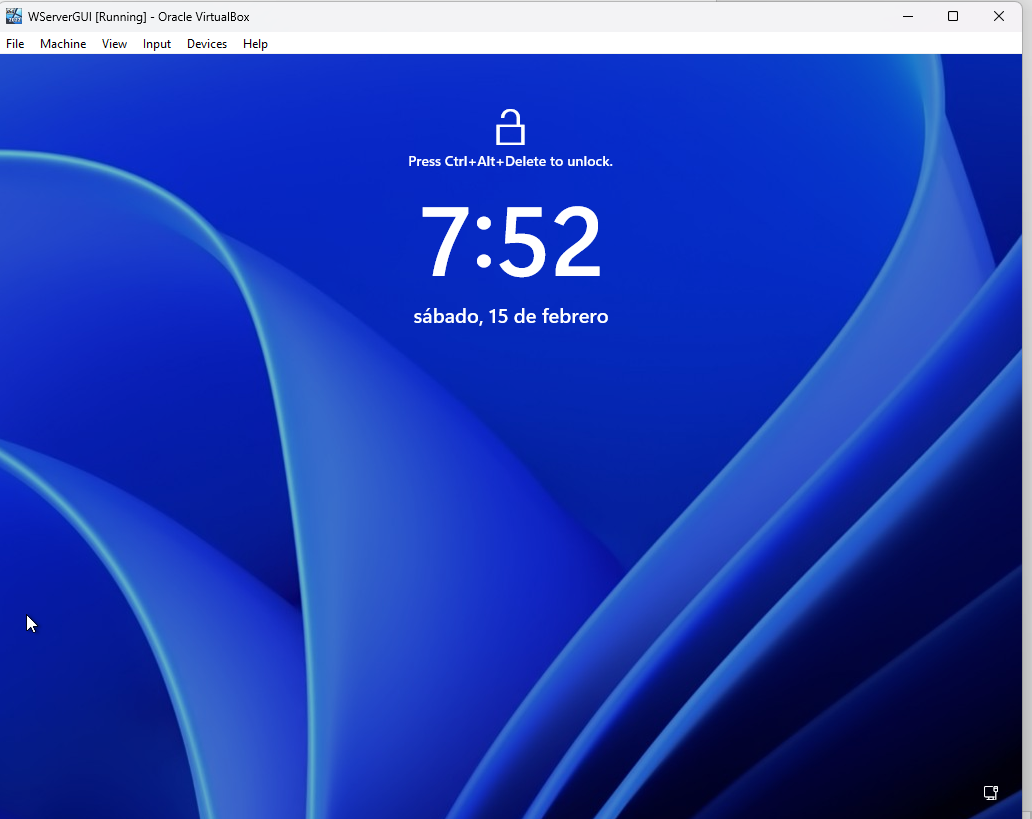 WServerGUI [Running] - Oracle VirtualBox
File Machine View Input Devices Help
Press Ctrl+Alt+Delete to unlock.
7:52
sábado, 15 de febrero